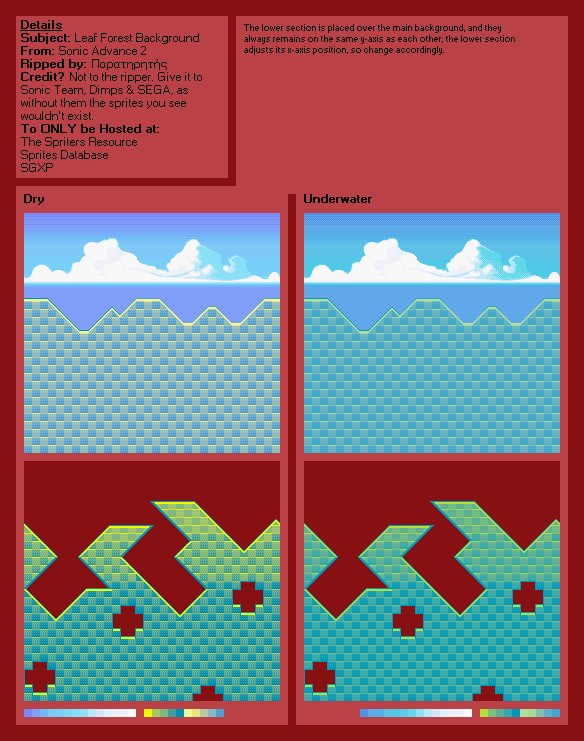 Details
Subject: Leaf Forest Background
From: Sonic Advance 2
Ripped by: Παρατηρητής
Credit? Not to the ripper. Give it to
Sonic Team, Dimps & SEGA, as
without them the sprites you see
wouldn't exist.
To ONLY be Hosted at:
The Spriters Resource
Sprites Database
SGXP
The lower section is placed over the main background, and they
always remains on the same y-axis as each other; the lower section
adjusts its x-axis position, so change accordingly.
Dry
Underwater